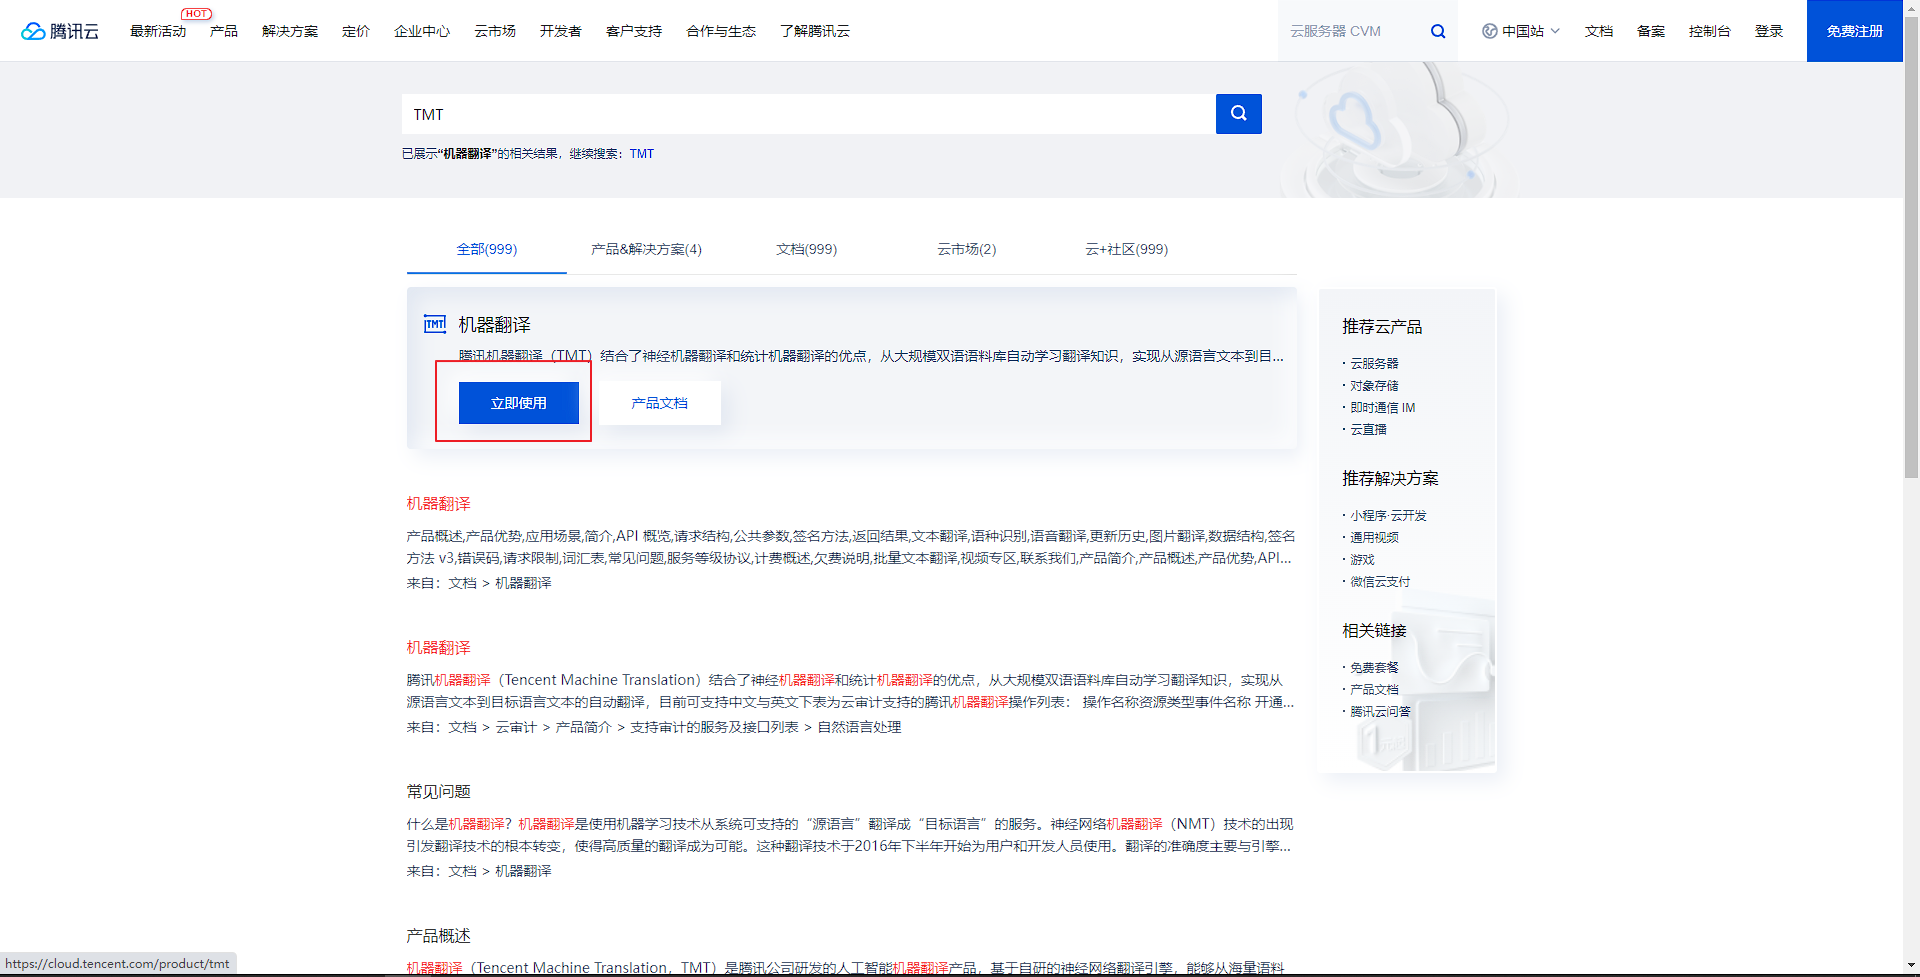 腾讯云
最新活动
HOT
产品
解决方案
定价
企业中心
云市场
开发者
客户支持
合作与生态
了解腾讯云
云服务器 CVM
中国站
文档
备案
控制台
登录
免费注册
TMT
已展示“机器翻译”的相关结果，继续搜索：TMT
全部(999)
产品&解决方案(4)
文档(999)
云市场(2)
云+社区(999)
TMT
机器翻译
腾讯机器翻译（TMT）结合了神经机器翻译和统计机器翻译的优点，从大规模双语语料库自动学习翻译知识，实现从源语言文本到目...
立即使用
产品文档
机器翻译
产品概述,产品优势,应用场景,简介,API 概览,请求结构,公共参数,签名方法,返回结果,文本翻译,语种识别,语音翻译,更新历史,图片翻译,数据结构,签名
方法 v3,错误码,请求限制,词汇表,常见问题,服务等级协议,计费概述,欠费说明,批量文本翻译,视频专区,联系我们,产品简介,产品概述,产品优势,API...
来自：文档 > 机器翻译
机器翻译
腾讯机器翻译（Tencent Machine Translation）结合了神经机器翻译和统计机器翻译的优点，从大规模双语语料库自动学习翻译知识，实现从
源语言文本到目标语言文本的自动翻译，目前可支持中文与英文下表为云审计支持的腾讯机器翻译操作列表： 操作名称资源类型事件名称 开通...
来自：文档 > 云审计 > 产品简介 > 支持审计的服务及接口列表 > 自然语言处理
常见问题
什么是机器翻译？机器翻译是使用机器学习技术从系统可支持的“源语言”翻译成“目标语言”的服务。神经网络机器翻译（NMT）技术的出现
引发翻译技术的根本转变，使得高质量的翻译成为可能。这种翻译技术于2016年下半年开始为用户和开发人员使用。翻译的准确度主要与引擎...
来自：文档 > 机器翻译
产品概述
机器翻译（Tencent Machine Translation，TMT）是腾讯公司研发的人工智能机器翻译产品，基于自研的神经网络翻译引擎，能够从海量语料
推荐云产品
· 云服务器
· 对象存储
· 即时通信 IM
· 云直播
推荐解决方案
· 小程序·云开发
· 通用视频
· 游戏
· 微信云支付
相关链接
· 免费套餐
· 产品文档
· 腾讯云问答
https://cloud.tencent.com/product/tmt